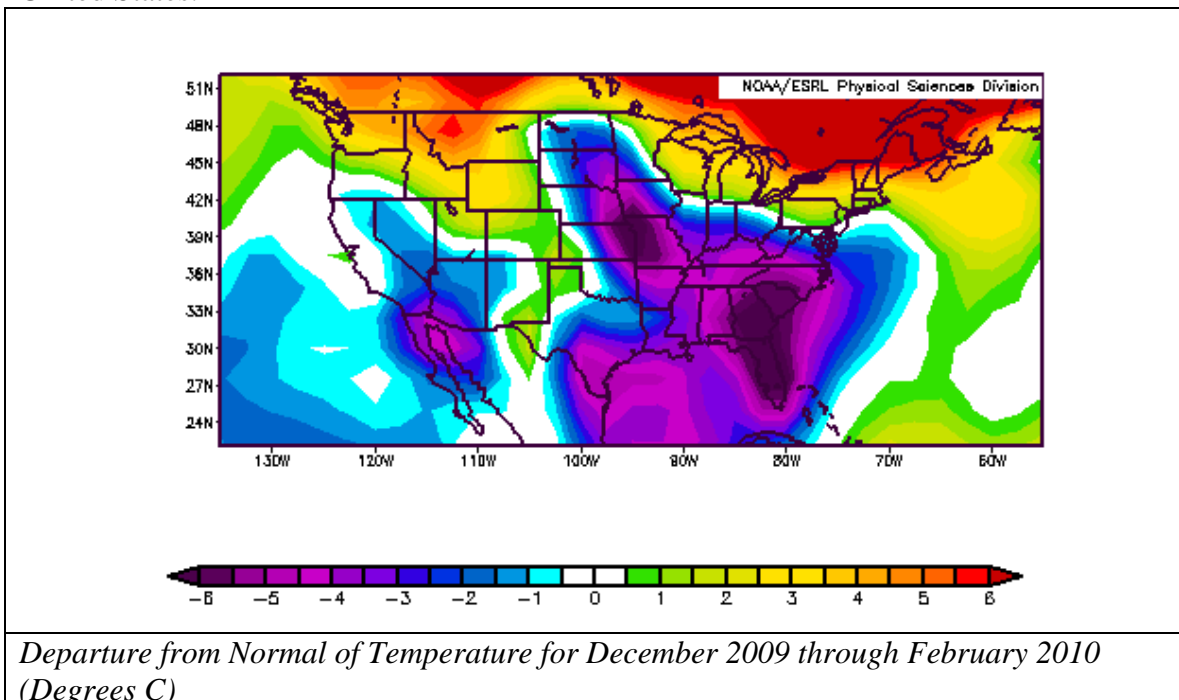 NOAA/ESRL Physical Sciences Division
51N
48N
45N
42N
39N
36N
33N
30N
27N
24N
130W 120W 110W 100W 90W 80W 70W 60W
-6 -5 -4 -3 -2 -1 0 1 2 3 4 5 6
Departure from Normal of Temperature for December 2009 through February 2010
(Degrees C)